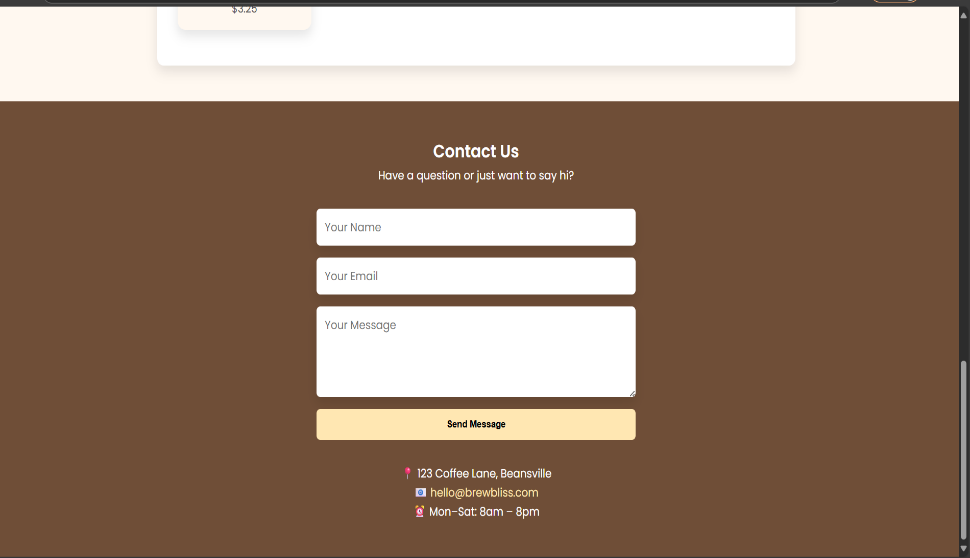 $3.25
Contact Us
Have a question or just want to say hi?
Your Name
Your Email
Your Message
Send Message
📍 123 Coffee Lane, Beansville
📧 hello@brewbliss.com
⏰ Mon–Sat: 8am – 8pm